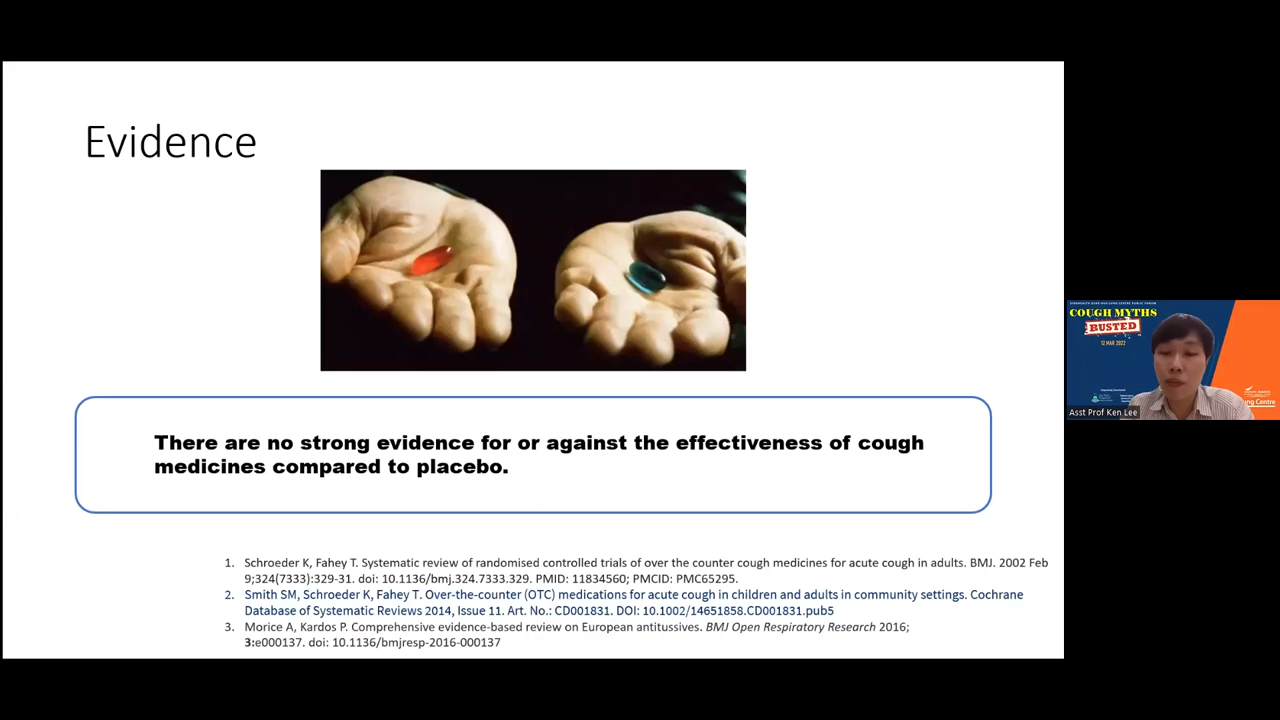 Evidence
There are no strong evidence for or against the effectiveness of cough
medicines compared to placebo.
1. Schroeder K, Fahey T. Systematic review of randomised controlled trials of over the counter cough medicines for acute cough in adults. BMJ. 2002 Feb
9;324(7333):329-31. doi: 10.1136/bmj.324.7333.329. PMID: 11834560; PMCID: PMC65295.
2. Smith SM, Schroeder K, Fahey T. Over-the-counter (OTC) medications for acute cough in children and adults in community settings. Cochrane
Database of Systematic Reviews 2014, Issue 11. Art. No.: CD001831. DOI: 10.1002/14651858.CD001831.pub5
3. Morice A, Kardos P. Comprehensive evidence-based review on European antitussives. BMJ Open Respiratory Research 2016;
3:e000137. doi: 10.1136/bmjresp-2016-000137
COUGH MYTHS
BUSTED
12 MAR 2022
ng Centre
Asst Prof Ken Lee